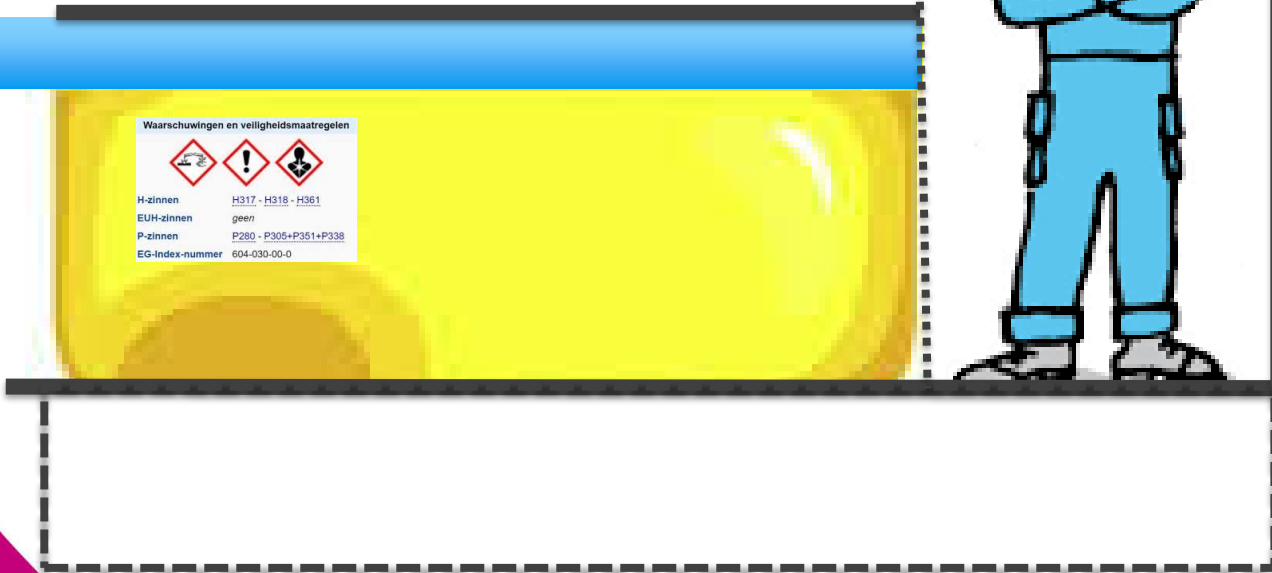 Waarschuwingen en veiligheidsmaatregelen
H-zinnen H317 - H318 - H361
EUH-zinnen geen
P-zinnen P280 - P305+P351+P338
EG-Index-nummer 604-030-00-0